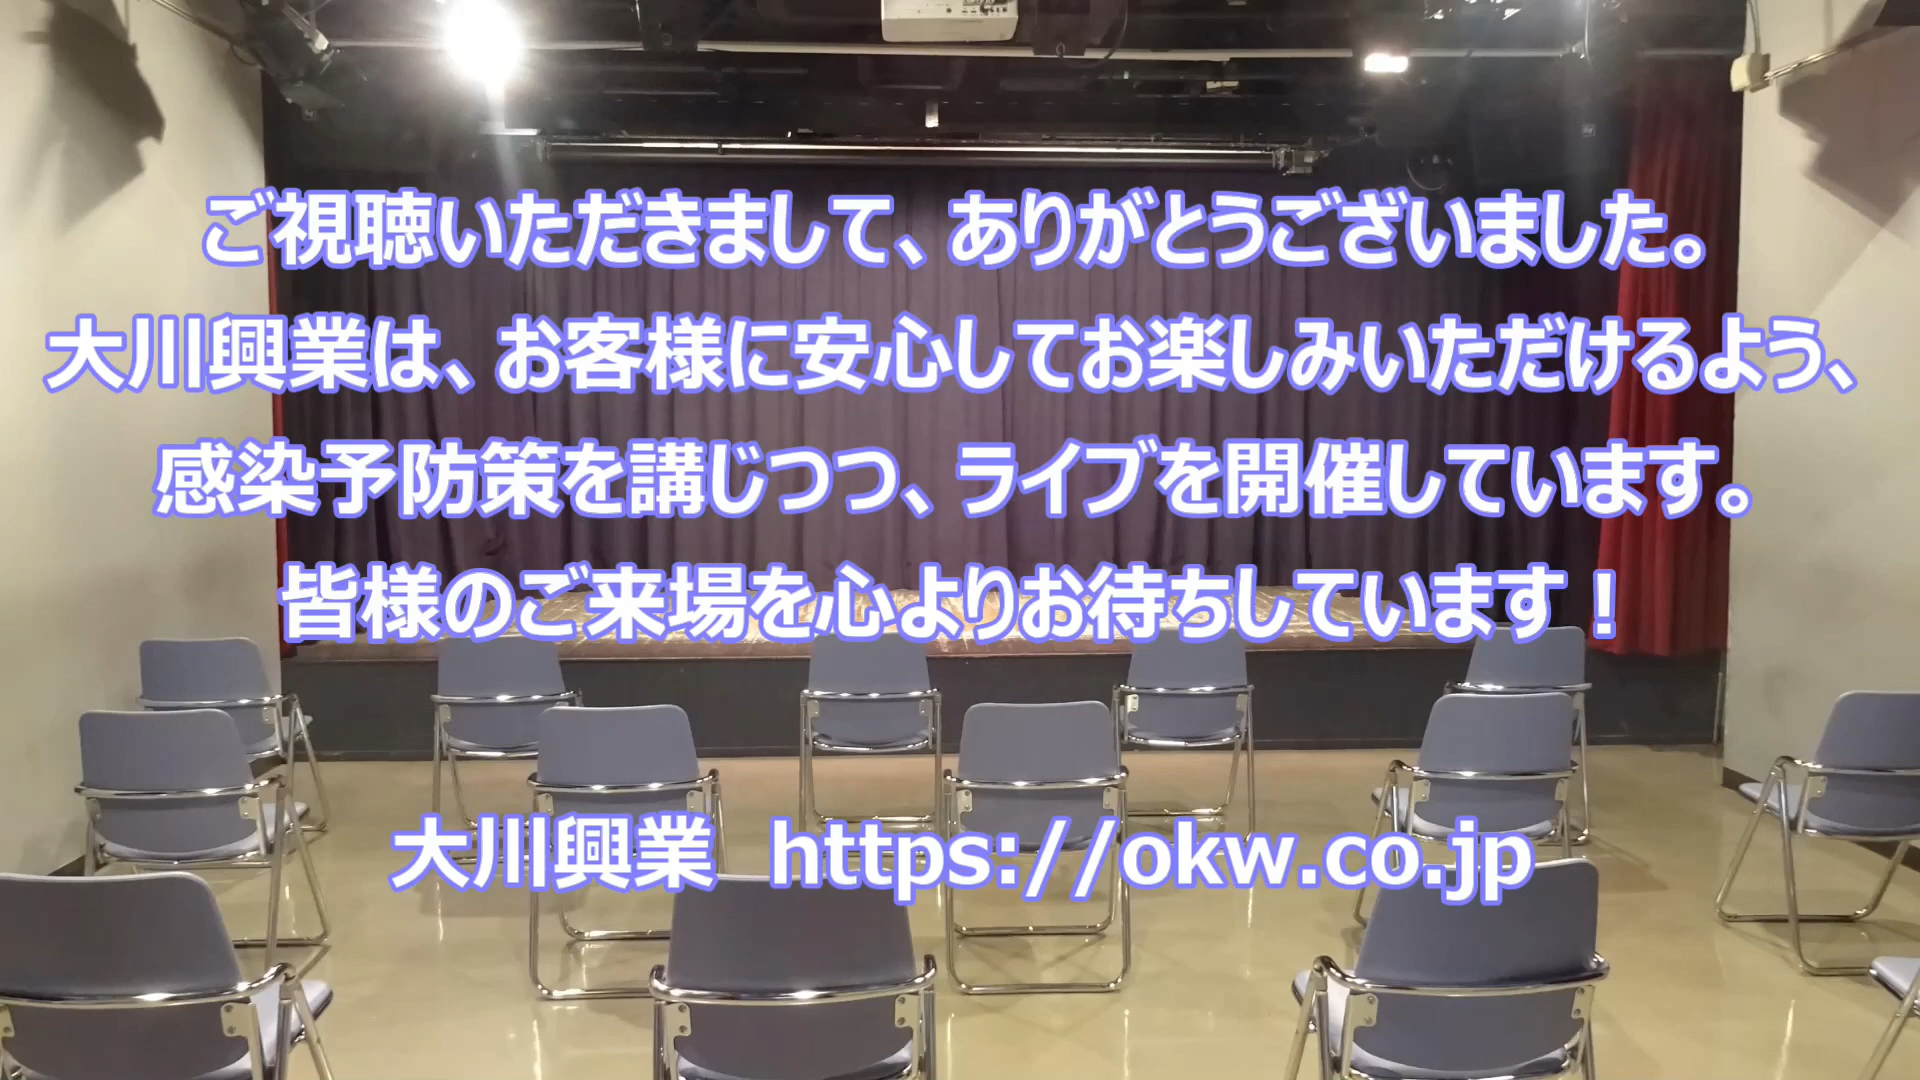 ご視聴いただきまして、ありがとうございました。
大川興業は、お客様に安心してお楽しみいただけるよう、
感染予防策を講じつつ、ライブを開催しています。
皆様のご来場を心よりお待ちしています！
大川興業　https://okw.co.jp